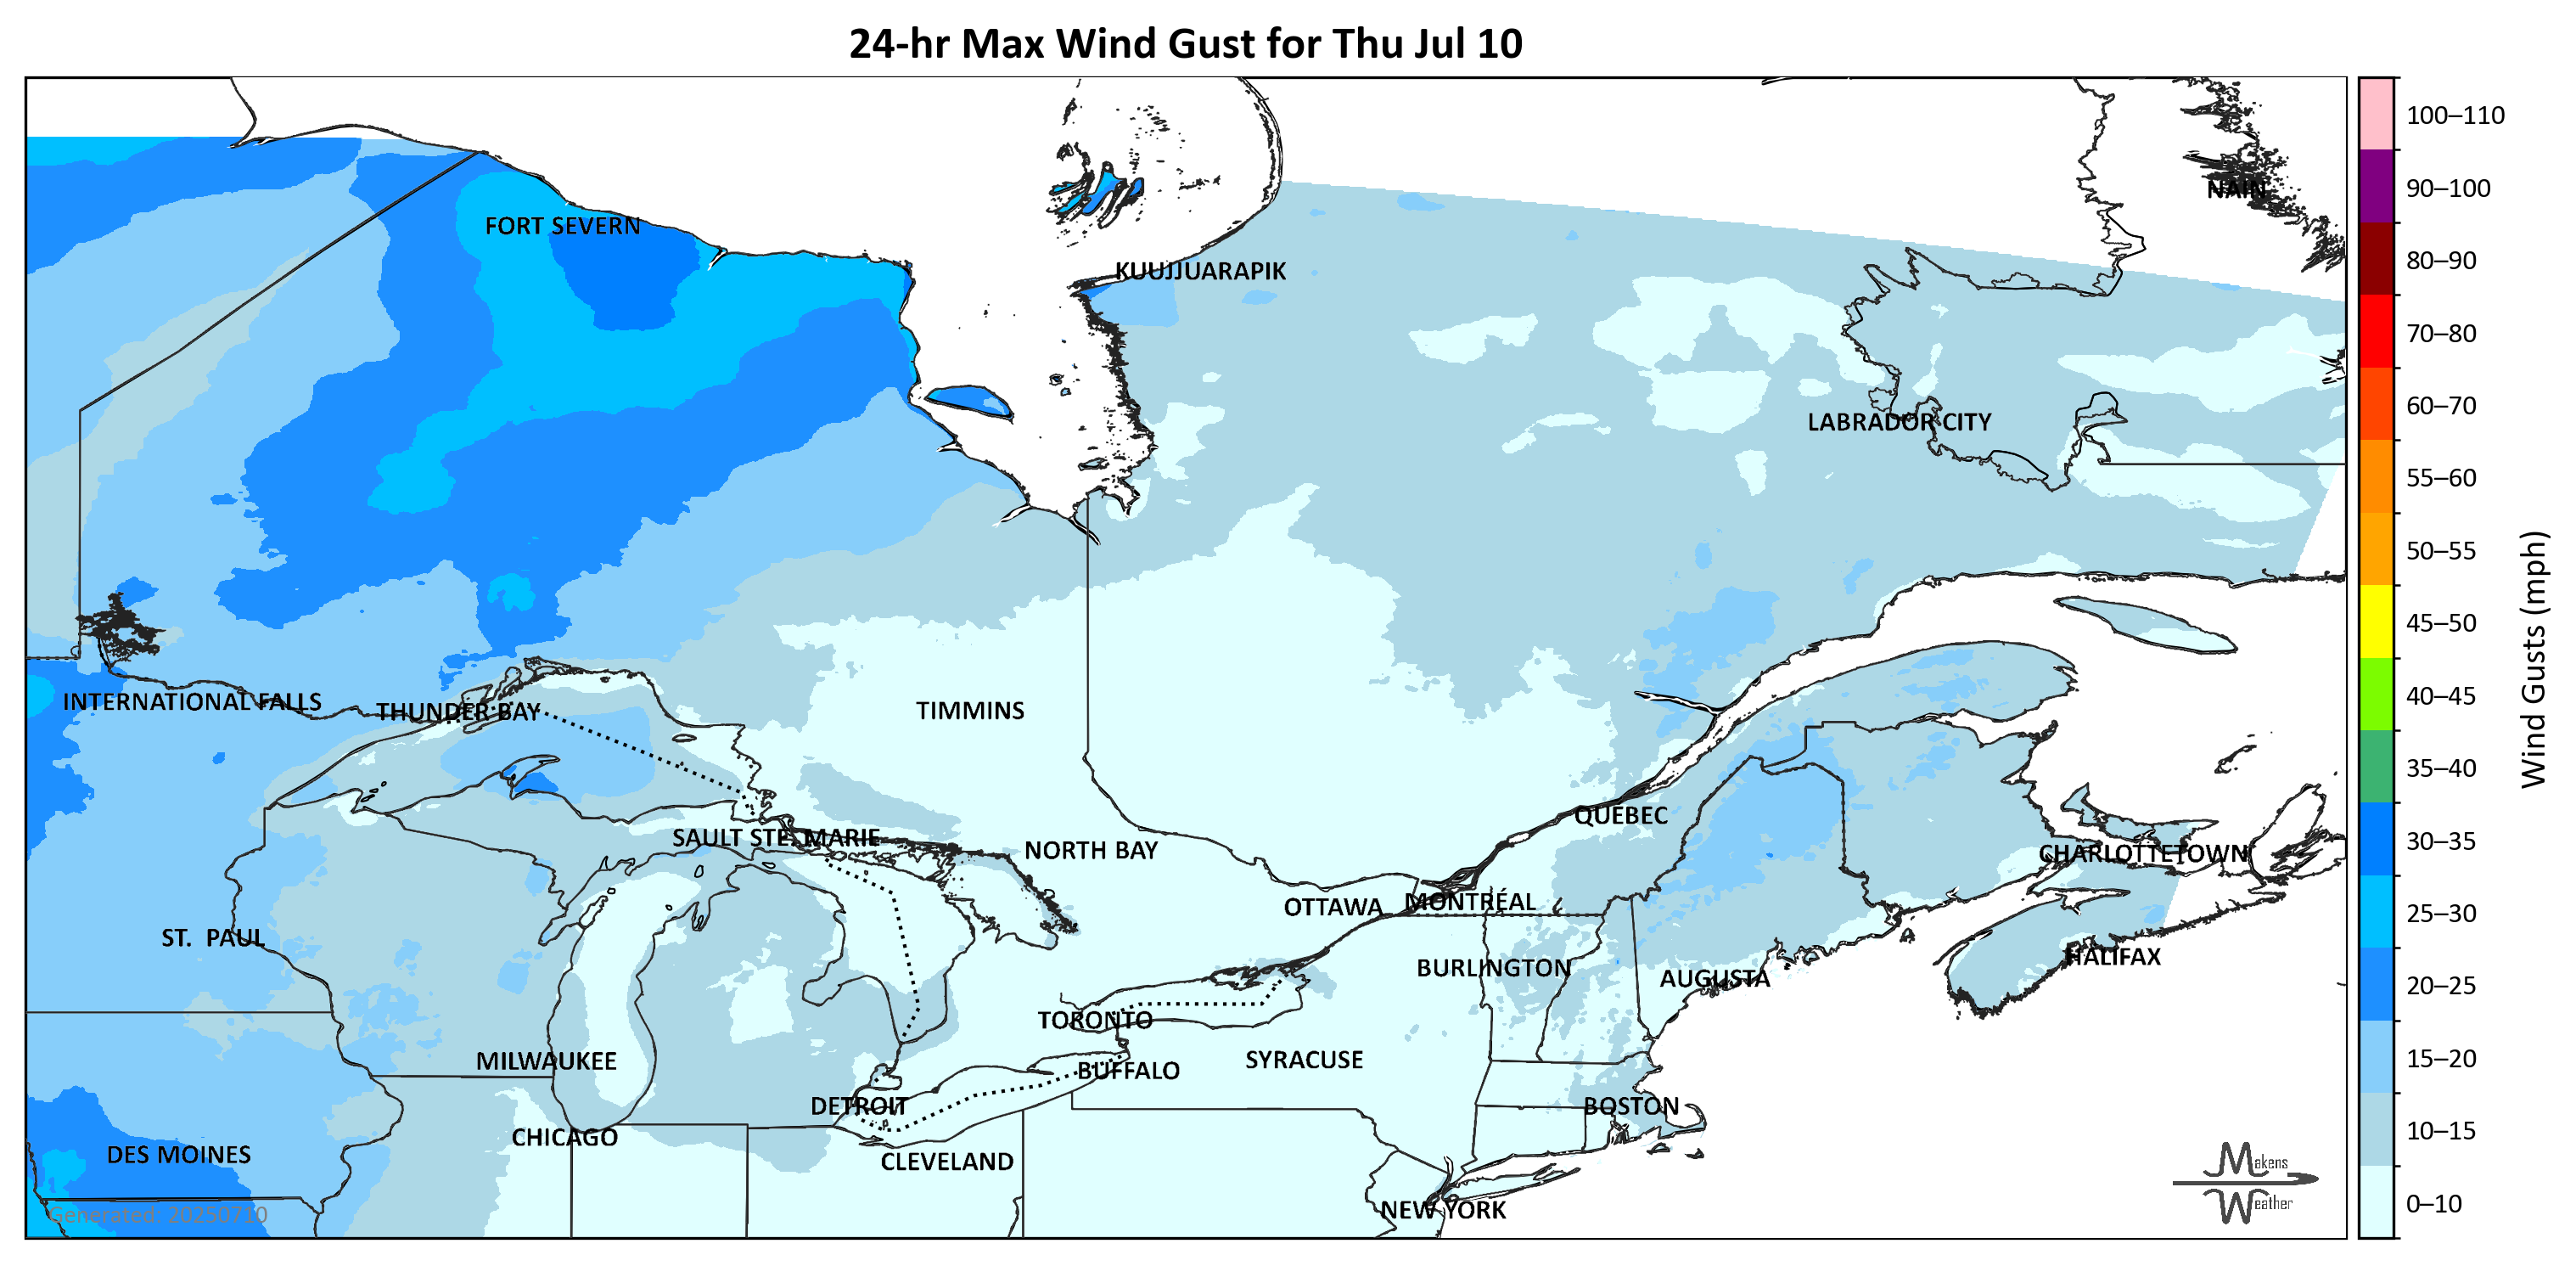 24-hr Max Wind Gust for Thu Jul 10
NAIN
FORT SEVERN
KUUJJUARAPIK
LABRADOR CITY
INTERNATIONAL FALLS
THUNDER BAY
TIMMINS
QUÉBEC
SAULT STE. MARIE
NORTH BAY
CHARLOTTETOWN
OTTAWA
MONTRÉAL
ST. PAUL
HALIFAX
BURLINGTON
AUGUSTA
TORONTO
MILWAUKEE
SYRACUSE
BUFFALO
DETROIT
BOSTON
CHICAGO
DES MOINES
CLEVELAND
NEW YORK
Generated: 20250710
Makens
Weather
100–110
90–100
80–90
70–80
60–70
55–60
50–55
45–50
40–45
35–40
30–35
25–30
20–25
15–20
10–15
0–10
Wind Gusts (mph)